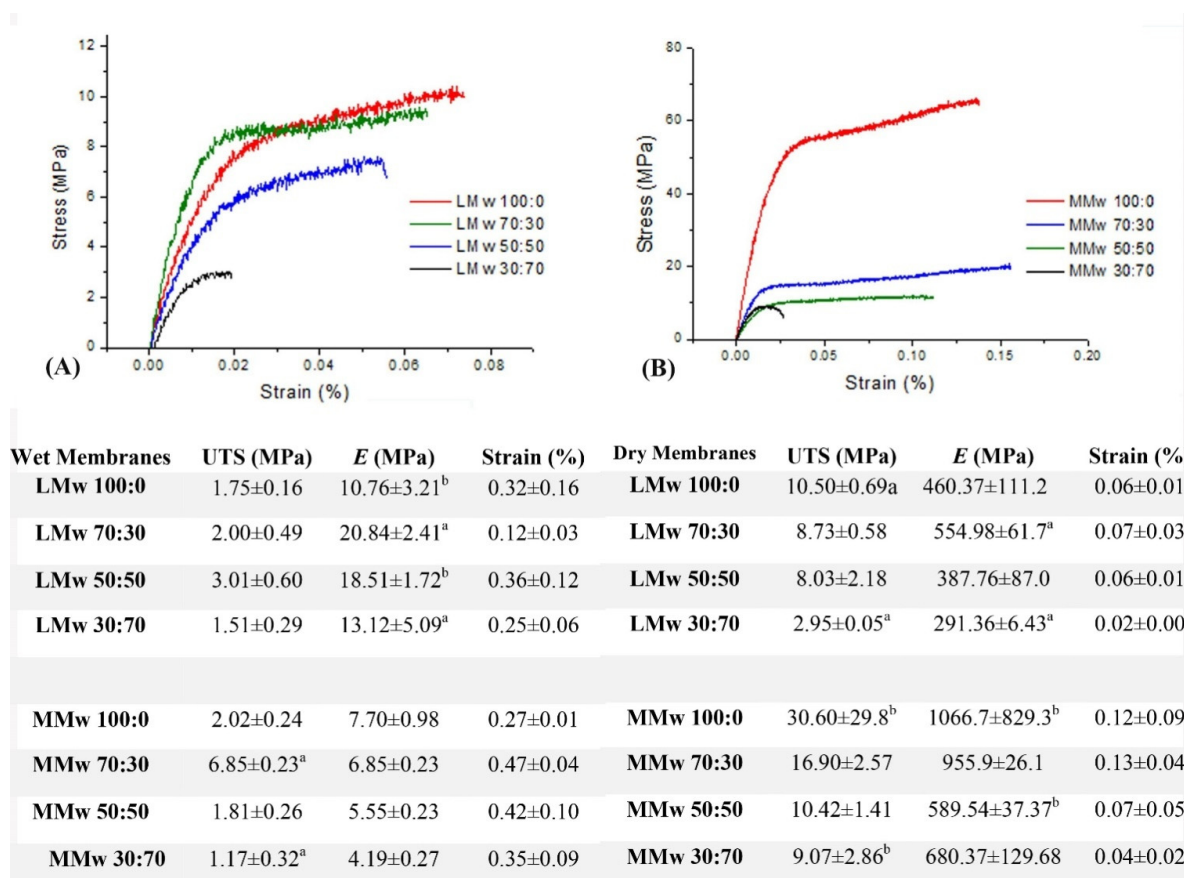 12
10
8
6
4
2
0
Stress (MPa)
LMw 100:0
LMw 70:30
LMw 50:50
LMw 30:70
0.00 0.02 0.04 0.06 0.08
(A)
Strain (%)
80
60
40
20
0
Stress (MPa)
MMw 100:0
MMw 70:30
MMw 50:50
MMw 30:70
0.00 0.05 0.10 0.15 0.20
(B)
Strain (%)
Wet Membranes UTS (MPa) E (MPa) Strain (%) Dry Membranes UTS (MPa) E (MPa) Strain (%
LMw 100:0 1.75±0.16 10.76±3.21ᵇ 0.32±0.16 LMw 100:0 10.50±0.69a 460.37±111.2 0.06±0.01
LMw 70:30 2.00±0.49 20.84±2.41ᵃ 0.12±0.03 LMw 70:30 8.73±0.58 554.98±61.7ᵃ 0.07±0.03
LMw 50:50 3.01±0.60 18.51±1.72ᵇ 0.36±0.12 LMw 50:50 8.03±2.18 387.76±87.0 0.06±0.01
LMw 30:70 1.51±0.29 13.12±5.09ᵃ 0.25±0.06 LMw 30:70 2.95±0.05ᵃ 291.36±6.43ᵃ 0.02±0.00
MMw 100:0 2.02±0.24 7.70±0.98 0.27±0.01 MMw 100:0 30.60±29.8ᵇ 1066.7±829.3ᵇ 0.12±0.09
MMw 70:30 6.85±0.23ᵃ 6.85±0.23 0.47±0.04 MMw 70:30 16.90±2.57 955.9±26.1 0.13±0.04
MMw 50:50 1.81±0.26 5.55±0.23 0.42±0.10 MMw 50:50 10.42±1.41 589.54±37.37ᵇ 0.07±0.05
MMw 30:70 1.17±0.32ᵃ 4.19±0.27 0.35±0.09 MMw 30:70 9.07±2.86ᵇ 680.37±129.68 0.04±0.02